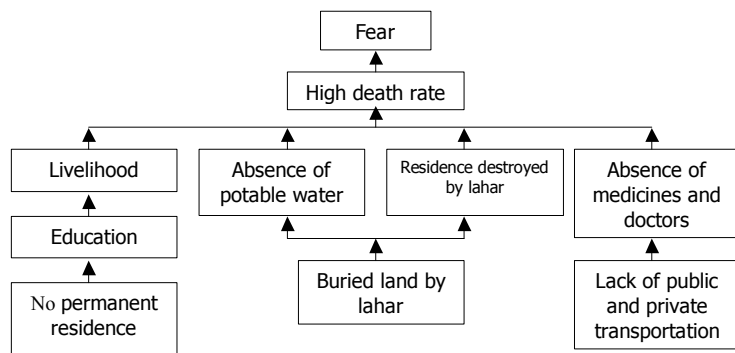 Fear
High death rate
Livelihood
Absence of
potable water
Residence destroyed
by lahar
Absence of
medicines and
doctors
Education
No permanent
residence
Buried land by
lahar
Lack of public
and private
transportation